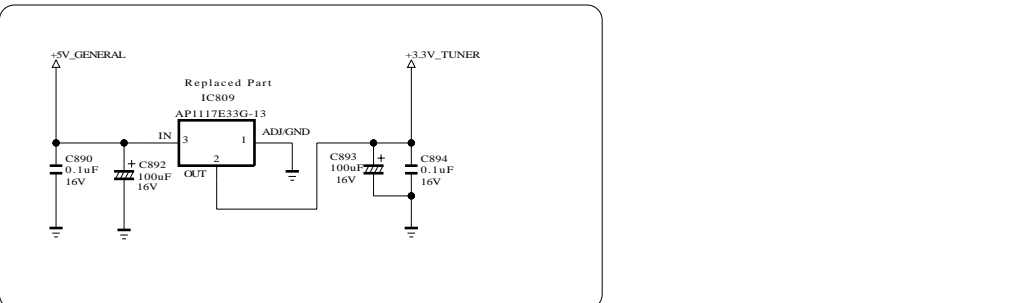 +5V_GENERAL
+3.3V_TUNER
Replaced Part
IC809
AP1117E33G-13
IN
3
1
ADJ/GND
2
OUT
C890
0.1uF
16V
+
C892
100uF
16V
C893
100uF
16V
+
C894
0.1uF
16V